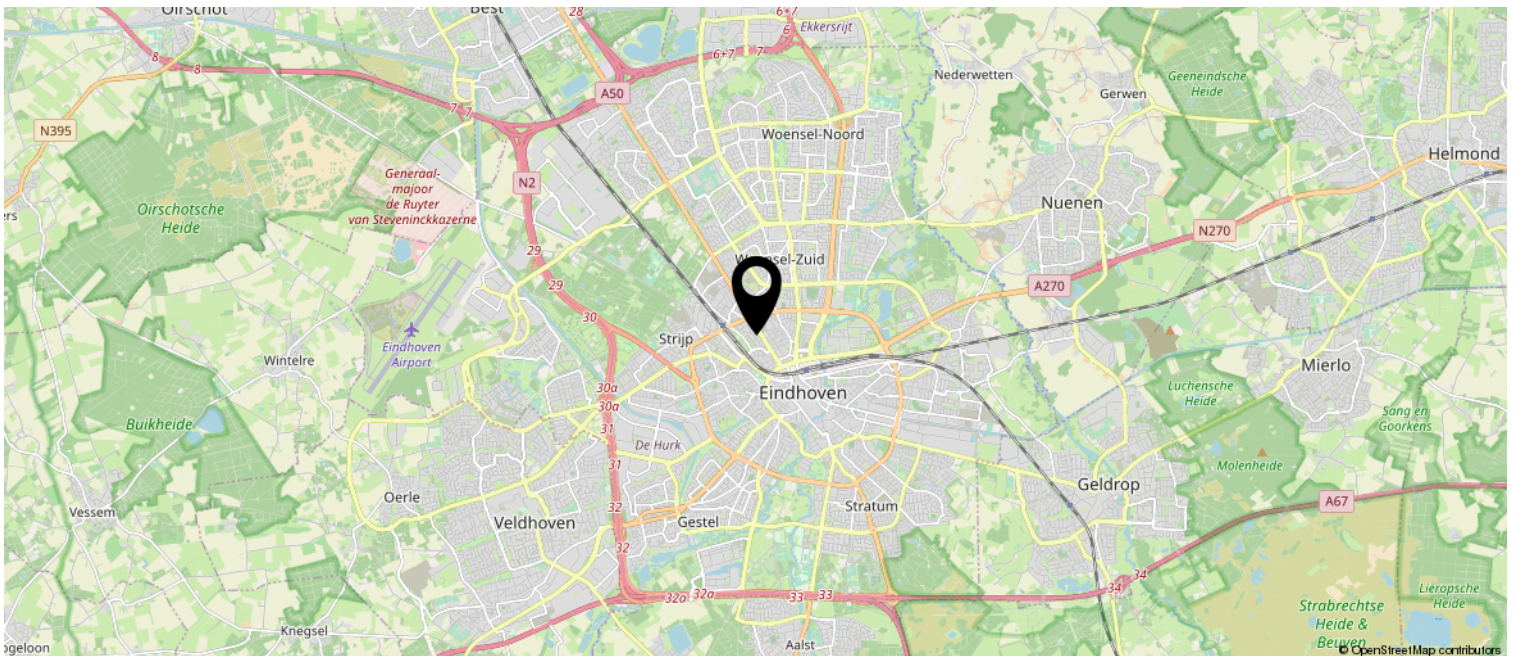 Oirschot
Best
28
6+7
6
Ekkersrijt
8
8
6+7
7
Nederwetten
Geeneindsche
Heide
A50
Gerwen
7
7
N395
Woensel-Noord
Helmond
Generaal-
majoor
de Ruyter
van Steveninckkazerne
N2
Oirschotsche
Heide
ers
Nuenen
N270
29
Woensel-Zuid
29
A270
30
Strijp
Eindhoven
Airport
Wintelre
Mierlo
30a
30a
Eindhoven
Luchensche
Heide
Buikheide
31
Sang en
Goorkens
De Hurk
31
Molenheide
Oerle
Geldrop
A67
Vessem
32
Stratum
Veldhoven
Gestel
32
34
34
32a
32a
33
33
Lieropsche
Heide
Strabrechtse
Heide &
Beuven
Knegsel
Aalst
ogeloon
© OpenStreetMap contributors